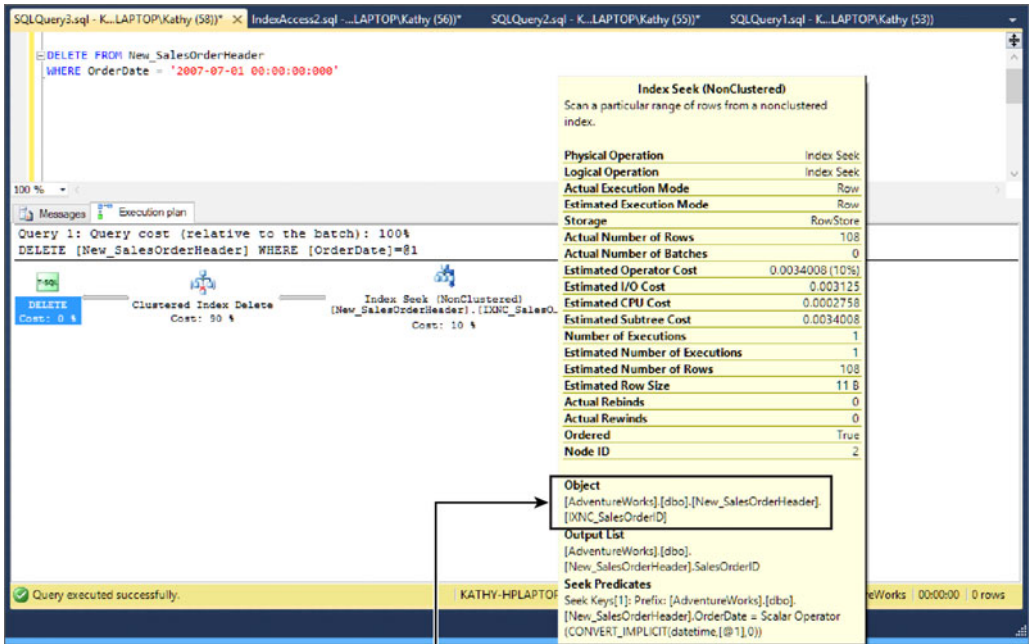 SQLQuery3.sql - K...LAPTOP\Kathy (58))* ×
IndexAccess2.sql -...LAPTOP\Kathy (56))*
SQLQuery2.sql - K...LAPTOP\Kathy (55))*
SQLQuery1.sql - K...LAPTOP\Kathy (53))
DELETE FROM New_SalesOrderHeader
WHERE OrderDate = '2007-07-01 00:00:00:000'
100 %
Messages
Execution plan
Query 1: Query cost (relative to the batch): 100%
DELETE [New_SalesOrderHeader] WHERE [OrderDate]=@1
T-SQL
DELETE
Cost: 0 %
Clustered Index Delete
Cost: 90 %
Index Seek (NonClustered)
[New_SalesOrderHeader].[IXNC_SalesO…
Cost: 10 %
Index Seek (NonClustered)
Scan a particular range of rows from a nonclustered
index.
Physical Operation Index Seek
Logical Operation Index Seek
Actual Execution Mode Row
Estimated Execution Mode Row
Storage RowStore
Actual Number of Rows 108
Actual Number of Batches 0
Estimated Operator Cost 0.0034008 (10%)
Estimated I/O Cost 0.003125
Estimated CPU Cost 0.0002758
Estimated Subtree Cost 0.0034008
Number of Executions 1
Estimated Number of Executions 1
Estimated Number of Rows 108
Estimated Row Size 11 B
Actual Rebinds 0
Actual Rewinds 0
Ordered True
Node ID 2
Object
[AdventureWorks].[dbo].[New_SalesOrderHeader].
[IXNC_SalesOrderID]
Output List
[AdventureWorks].[dbo].
[New_SalesOrderHeader].SalesOrderID
Seek Predicates
Seek Keys[1]: Prefix: [AdventureWorks].[dbo].
[New_SalesOrderHeader].OrderDate = Scalar Operator
(CONVERT_IMPLICIT(datetime,[@1],0))
Query executed successfully.
KATHY-HPLAPTOP
eWorks
00:00:00
0 rows